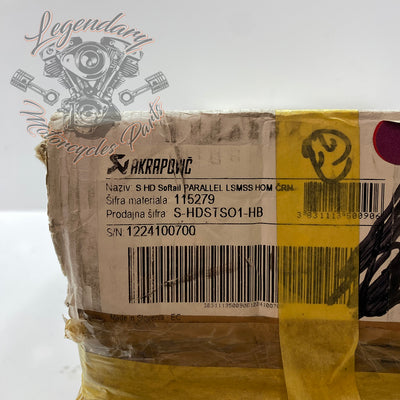 Legendary
Motorcycles Parts
AKRAPOVIČ
Naziv: S HD Softail PARALLEL LSMSS HOM ČRN
Šifra materiala: 115279
Prodajna šifra: S-HDSTSO1-HB
S/N: 1224100700
Made in Slovenia, EC